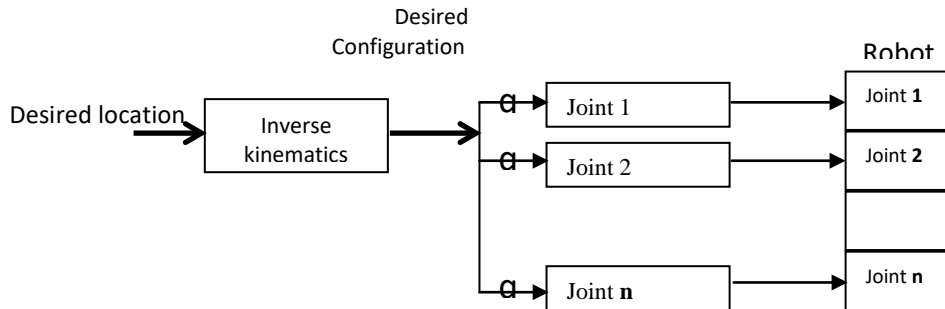 Desired
Configuration
Robot
Desired location
Inverse
kinematics
q
Joint 1
Joint 1
q
Joint 2
Joint 2
q
Joint n
Joint n